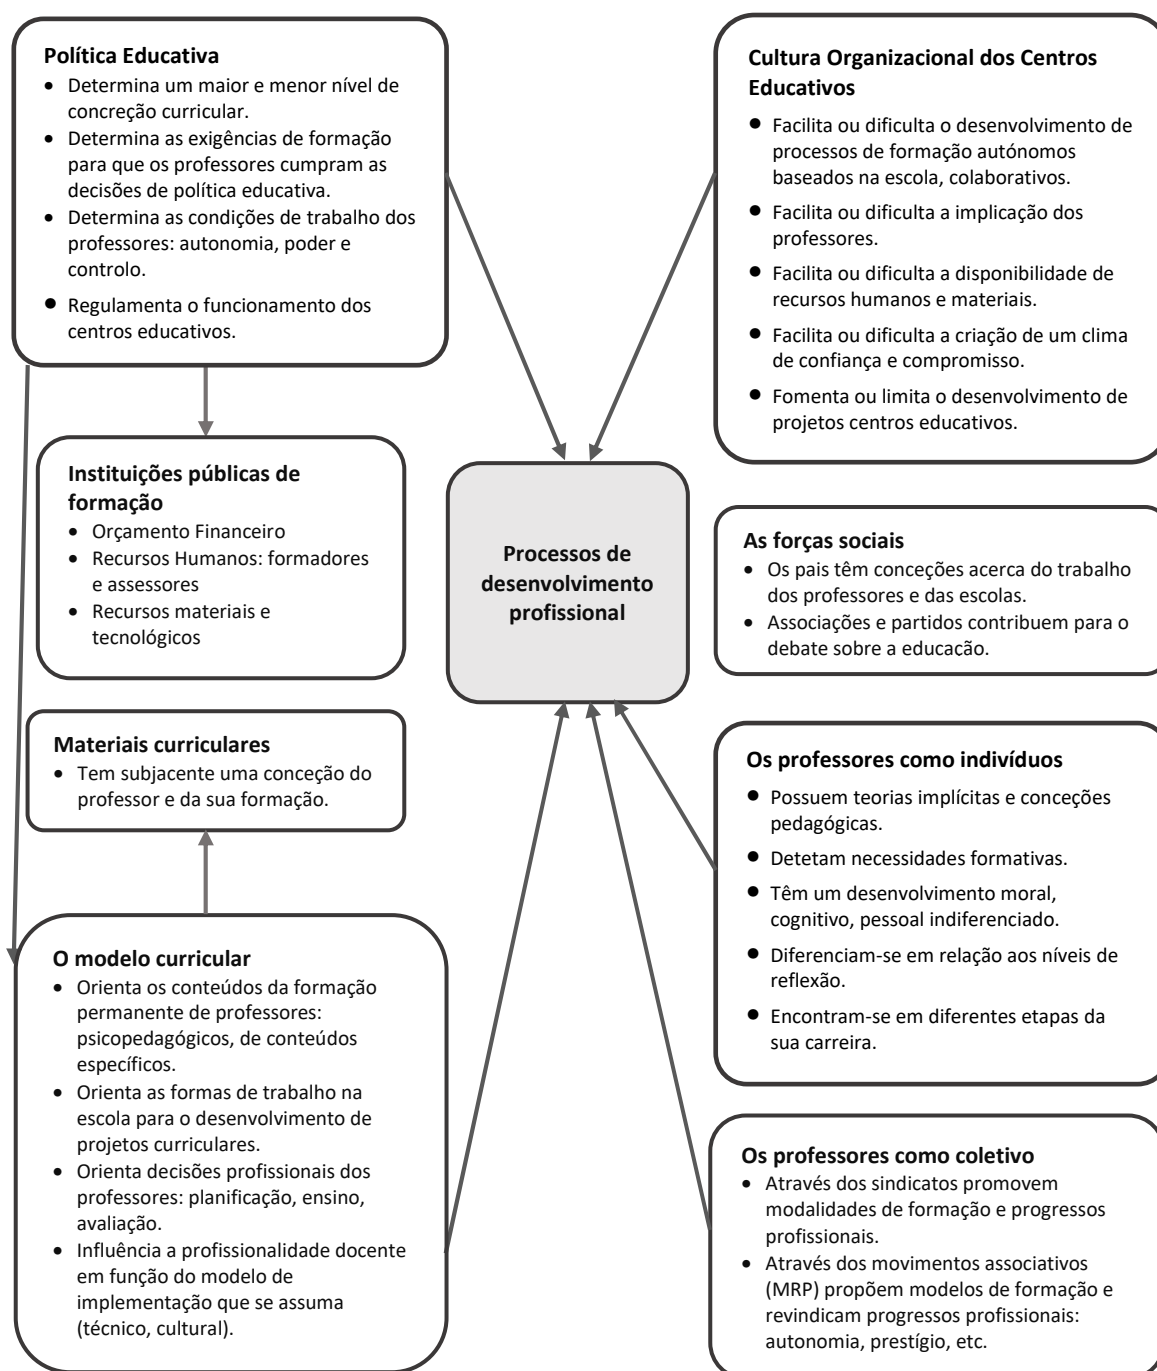 Política Educativa
• Determina um maior e menor nível de
concreção curricular.
• Determina as exigências de formação
para que os professores cumpram as
decisões de política educativa.
• Determina as condições de trabalho dos
professores: autonomia, poder e
controlo.
• Regulamenta o funcionamento dos
centros educativos.
Cultura Organizacional dos Centros
Educativos
• Facilita ou dificulta o desenvolvimento de
processos de formação autónomos
baseados na escola, colaborativos.
• Facilita ou dificulta a implicação dos
professores.
• Facilita ou dificulta a disponibilidade de
recursos humanos e materiais.
• Facilita ou dificulta a criação de um clima
de confiança e compromisso.
• Fomenta ou limita o desenvolvimento de
projetos centros educativos.
Instituições públicas de
formação
• Orçamento Financeiro
• Recursos Humanos: formadores
e assessores
• Recursos materiais e
tecnológicos
Processos de
desenvolvimento
profissional
As forças sociais
• Os pais têm conceções acerca do trabalho
dos professores e das escolas.
• Associações e partidos contribuem para o
debate sobre a educacão.
Materiais curriculares
• Tem subjacente uma conceção do
professor e da sua formação.
Os professores como indivíduos
• Possuem teorias implícitas e conceções
pedagógicas.
• Detetam necessidades formativas.
• Têm um desenvolvimento moral,
cognitivo, pessoal indiferenciado.
• Diferenciam-se em relação aos níveis de
reflexão.
• Encontram-se em diferentes etapas da
sua carreira.
O modelo curricular
• Orienta os conteúdos da formação
permanente de professores:
psicopedagógicos, de conteúdos
específicos.
• Orienta as formas de trabalho na
escola para o desenvolvimento de
projetos curriculares.
• Orienta decisões profissionais dos
professores: planificação, ensino,
avaliação.
• Influência a profissionalidade docente
em função do modelo de
implementação que se assuma
(técnico, cultural).
Os professores como coletivo
• Através dos sindicatos promovem
modalidades de formação e progressos
profissionais.
• Através dos movimentos associativos
(MRP) propõem modelos de formação e
revindicam progressos profissionais:
autonomia, prestígio, etc.